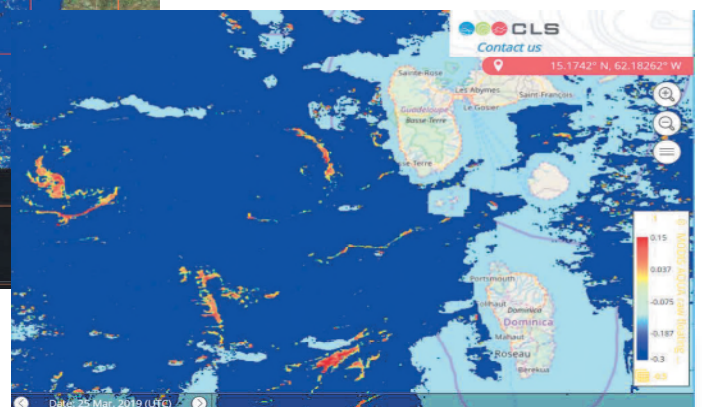 CLS
Contact us
15.1742° N, 62.18262° W
Sainte-Rose
Les Abymes
Saint-François
Le Gosier
Guadeloupe
Basse-Terre
se-Terre
Portsmouth
Dominica
Dominica
Mahaut
Roseau
Berekua
0.15
0.037
-0.075
-0.187
-0.3
Date: 25 Mar, 2019 (UTC)